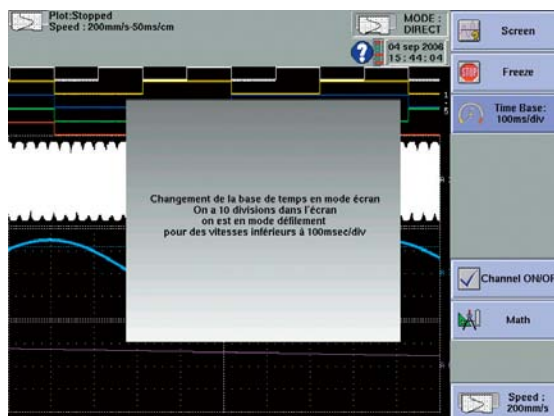 Plot:Stopped
Speed : 200mm/s-50ms/cm
MODE :
DIRECT
04 sep 2006
15:44:04
Screen
Freeze
Time Base:
100ms/div
Changement de la base de temps en mode écran
On a 10 divisions dans l'écran
on est en mode défilement
pour des vitesses inférieurs à 100msec/div
Channel ON/OF
Math
Speed :
200mm/s